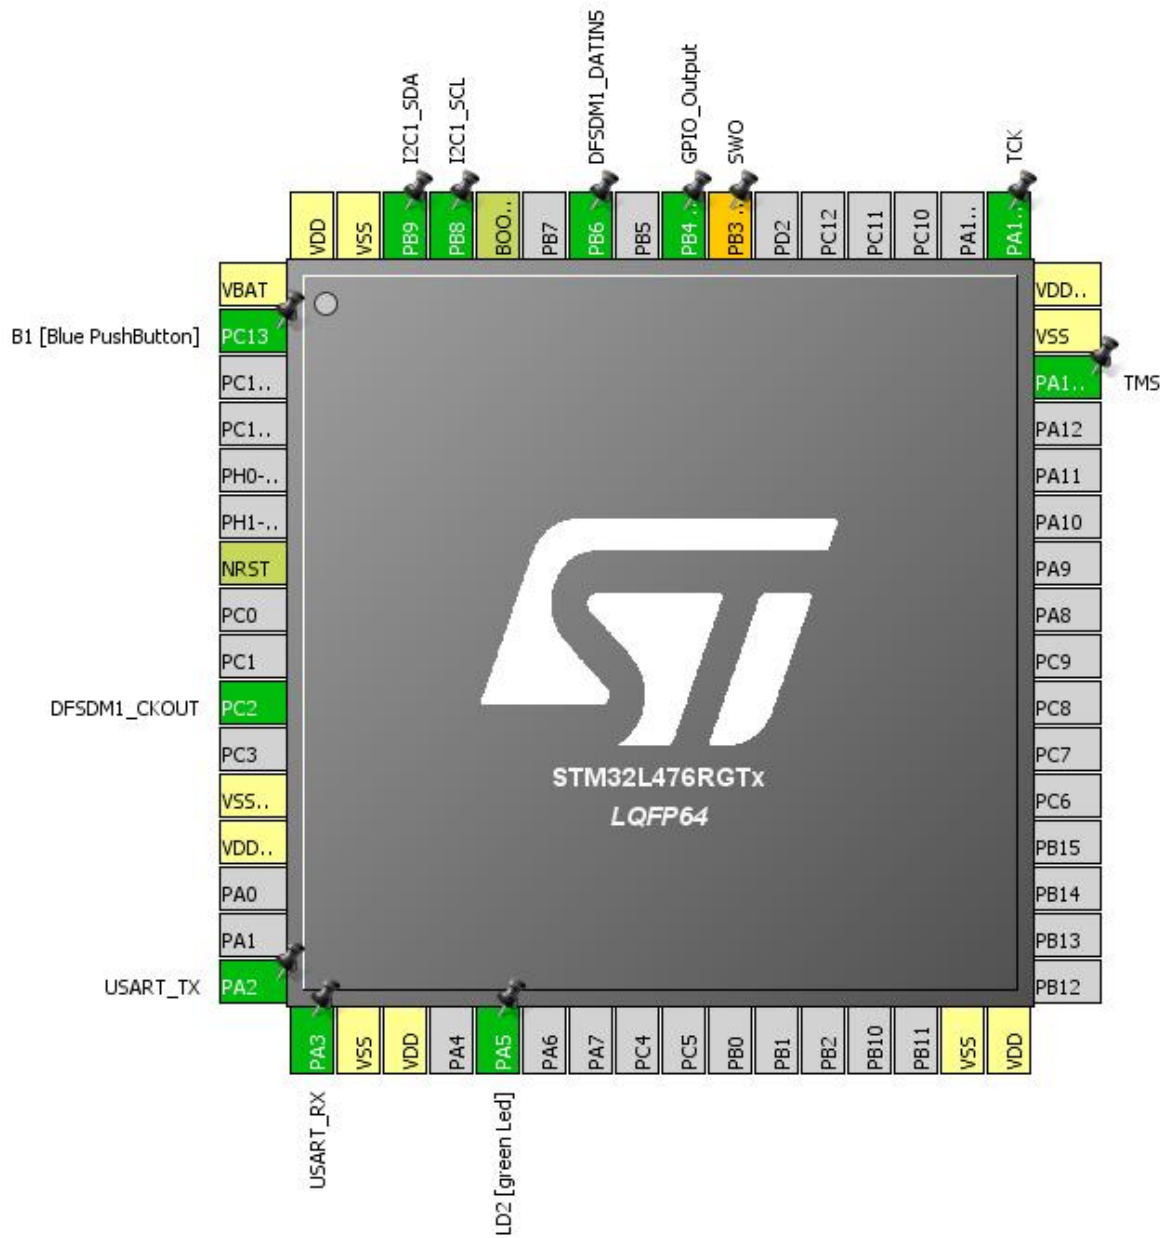 I2C1_SDA
I2C1_SCL
DFSDM1_DATIN5
GPIO_Output
SWO
TCK
VDD
VSS
PB9
PB8
BOO..
PB7
PB6
PB5
PB4 ..
PB3 ..
PD2
PC12
PC11
PC10
PA1..
PA1..
VBAT
B1 [Blue PushButton]
PC13
PC1..
PC1..
PH0-..
PH1-..
NRST
PC0
PC1
DFSDM1_CKOUT
PC2
PC3
VSS..
VDD..
PA0
PA1
USART_TX
PA2
ST
STM32L476RGTx
LQFP64
VDD..
VSS
PA1..
TMS
PA12
PA11
PA10
PA9
PA8
PC9
PC8
PC7
PC6
PB15
PB14
PB13
PB12
PA3
VSS
VDD
PA4
PA5
PA6
PA7
PC4
PC5
PB0
PB1
PB2
PB10
PB11
VSS
VDD
USART_RX
LD2 [green Led]